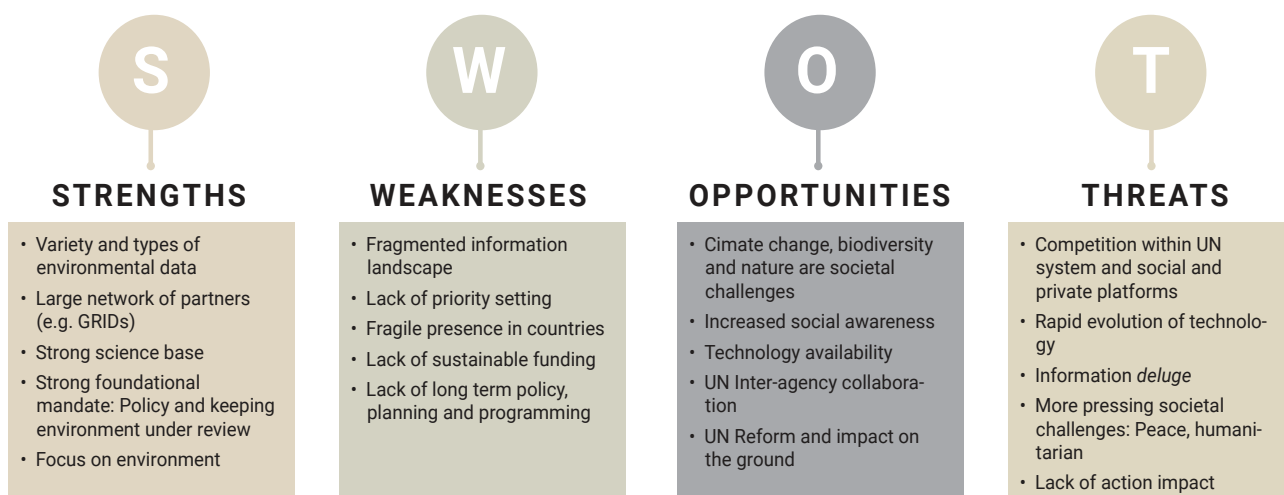 S
STRENGTHS
• Variety and types of
environmental data
• Large network of partners
(e.g. GRIDs)
• Strong science base
• Strong foundational
mandate: Policy and keeping
environment under review
• Focus on environment
W
WEAKNESSES
• Fragmented information
landscape
• Lack of priority setting
• Fragile presence in countries
• Lack of sustainable funding
• Lack of long term policy,
planning and programming
O
OPPORTUNITIES
• Cimate change, biodiversity
and nature are societal
challenges
• Increased social awareness
• Technology availability
• UN Inter-agency collabora-
tion
• UN Reform and impact on
the ground
T
THREATS
• Competition within UN
system and social and
private platforms
• Rapid evolution of technolo-
gy
• Information deluge
• More pressing societal
challenges: Peace, humani-
tarian
• Lack of action impact